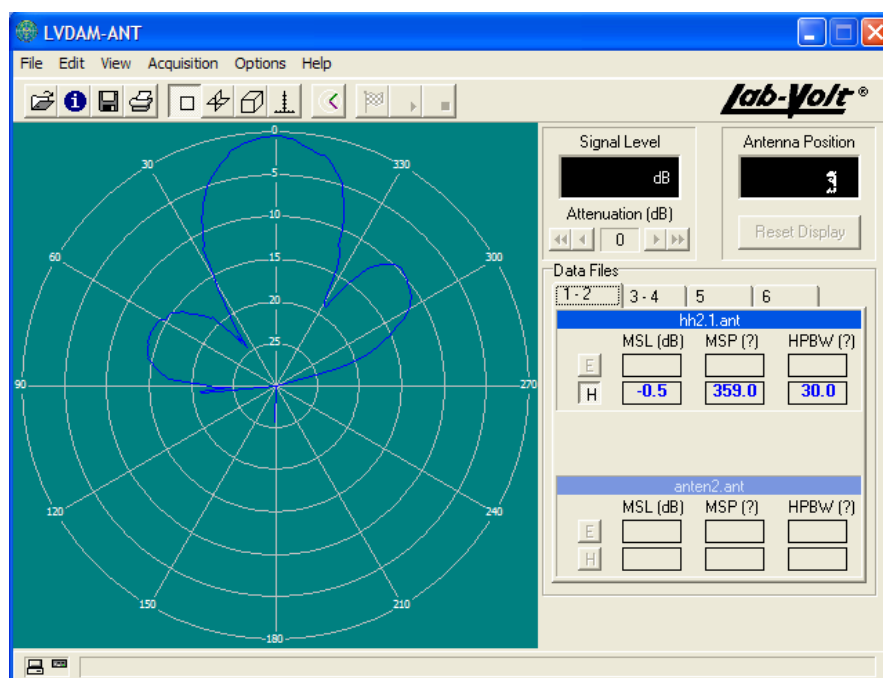 LVDAM-ANT
File Edit View Acquisition Options Help
Lab-Volt ®
Signal Level
dB
Attenuation (dB)
0
Antenna Position
Reset Display
Data Files
1 - 2 3 - 4 5 6
hh2.1.ant
MSL (dB) MSP (?) HPBW (?)
E
H -0.5 359.0 30.0
anten2.ant
MSL (dB) MSP (?) HPBW (?)
E
H
0
30 330
5
10
60 300
15
20
25
90 270
120 240
150 210
180